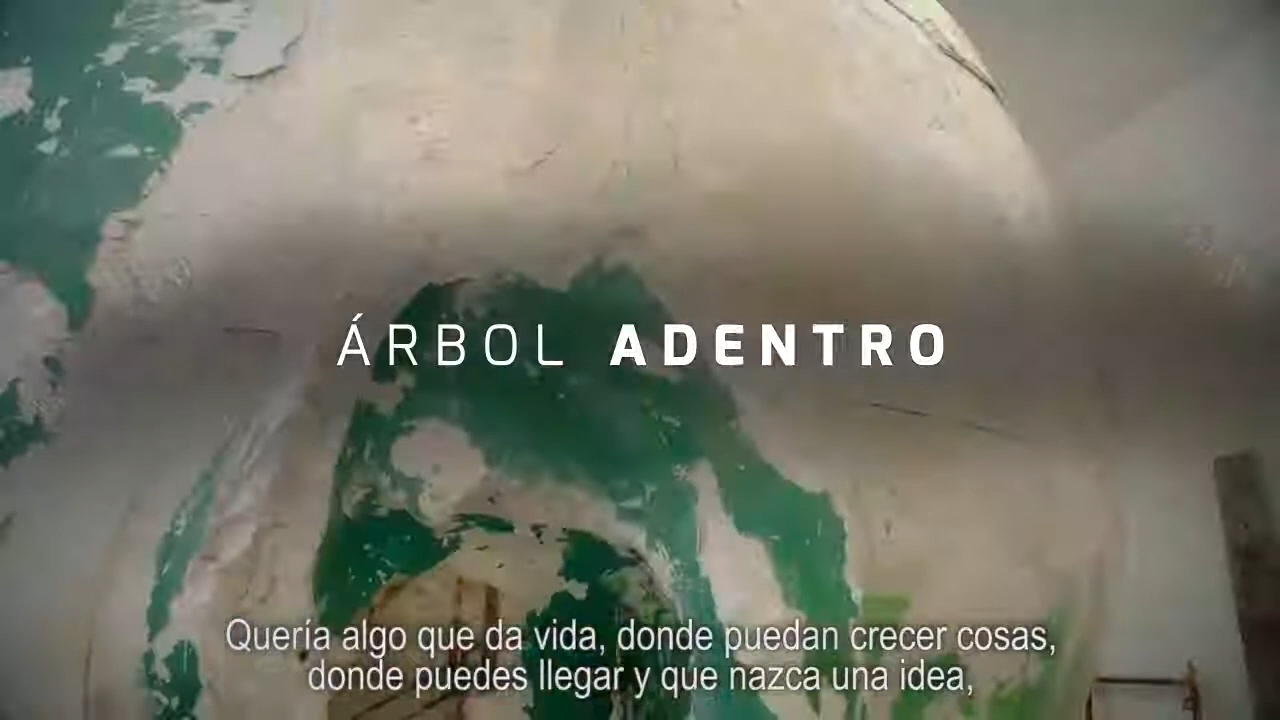 ÁRBOL ADENTRO
Quería algo que da vida, donde puedan crecer cosas,
donde puedes llegar y que nazca una idea,